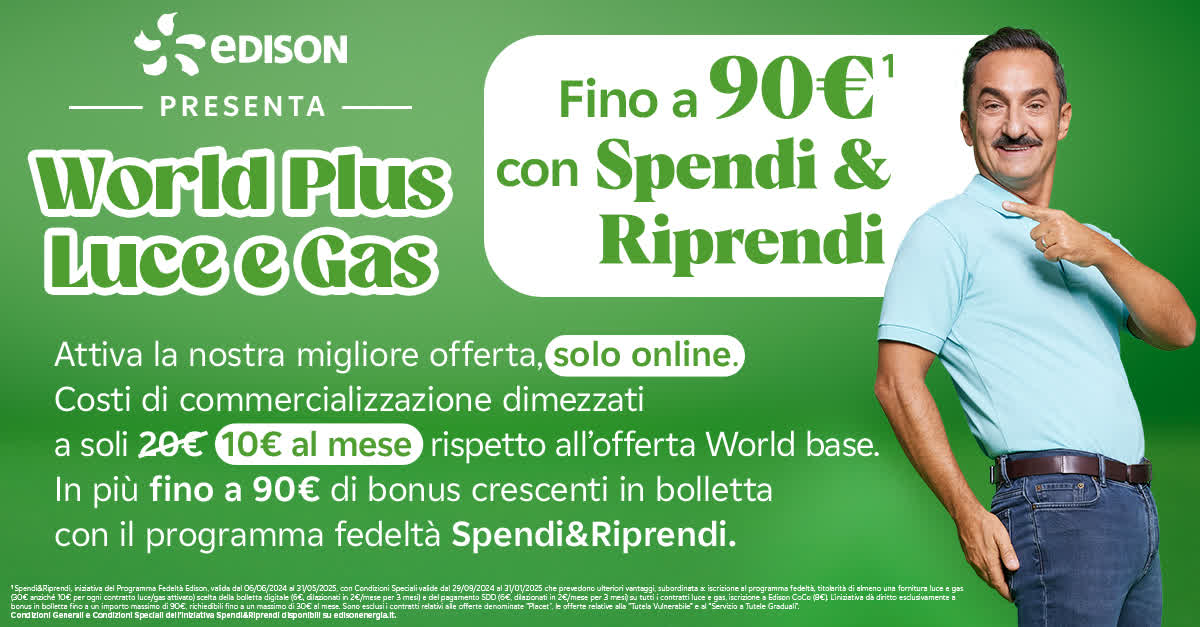 eDISON
PRESENTA
World Plus
Luce e Gas
Fino a 90€¹
con Spendi &
Riprendi
Attiva la nostra migliore offerta, solo online.
Costi di commercializzazione dimezzati
a soli 20€ 10€ al mese rispetto all’offerta World base.
In più fino a 90€ di bonus crescenti in bolletta
con il programma fedeltà Spendi&Riprendi.
¹Spendi&Riprendi, iniziativa del Programma Fedeltà Edison, valida dal 06/06/2024 al 31/05/2025, con Condizioni Speciali valide dal 29/09/2024 al 31/01/2025 che prevedono ulteriori vantaggi, subordinata a: iscrizione al programma fedeltà, titolarità di almeno una fornitura luce e gas
(30€ anziché 10€ per ogni contratto luce/gas attivato) scelta della bolletta digitale (6€, dilazionati in 2€/mese per 3 mesi) e del pagamento SDD (6€, dilazionati in 2€/mese per 3 mesi) su tutti i contratti luce e gas, iscrizione a Edison CoCo (8€). L’iniziativa dà diritto esclusivamente a
bonus in bolletta fino a un importo massimo di 90€, richiedibili fino a un massimo di 30€ al mese. Sono esclusi i contratti relativi alle offerte denominate “Placet”, le offerte relative alla “Tutela Vulnerabile” e al “Servizio a Tutele Graduali”.
Condizioni Generali e Condizioni Speciali dell’iniziativa Spendi&Riprendi disponibili su edisonenergia.it.